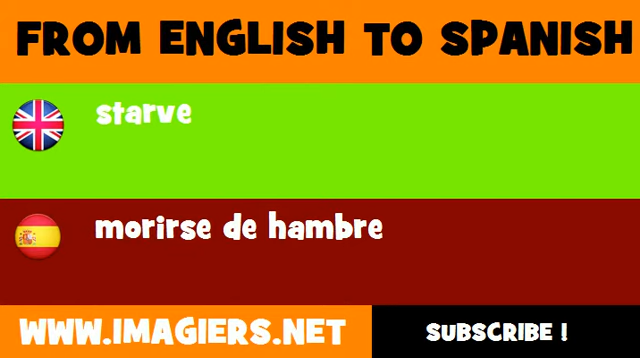 FROM ENGLISH TO SPANISH
starve
morirse de hambre
WWW.IMAGIERS.NET
SUBSCRIBE !